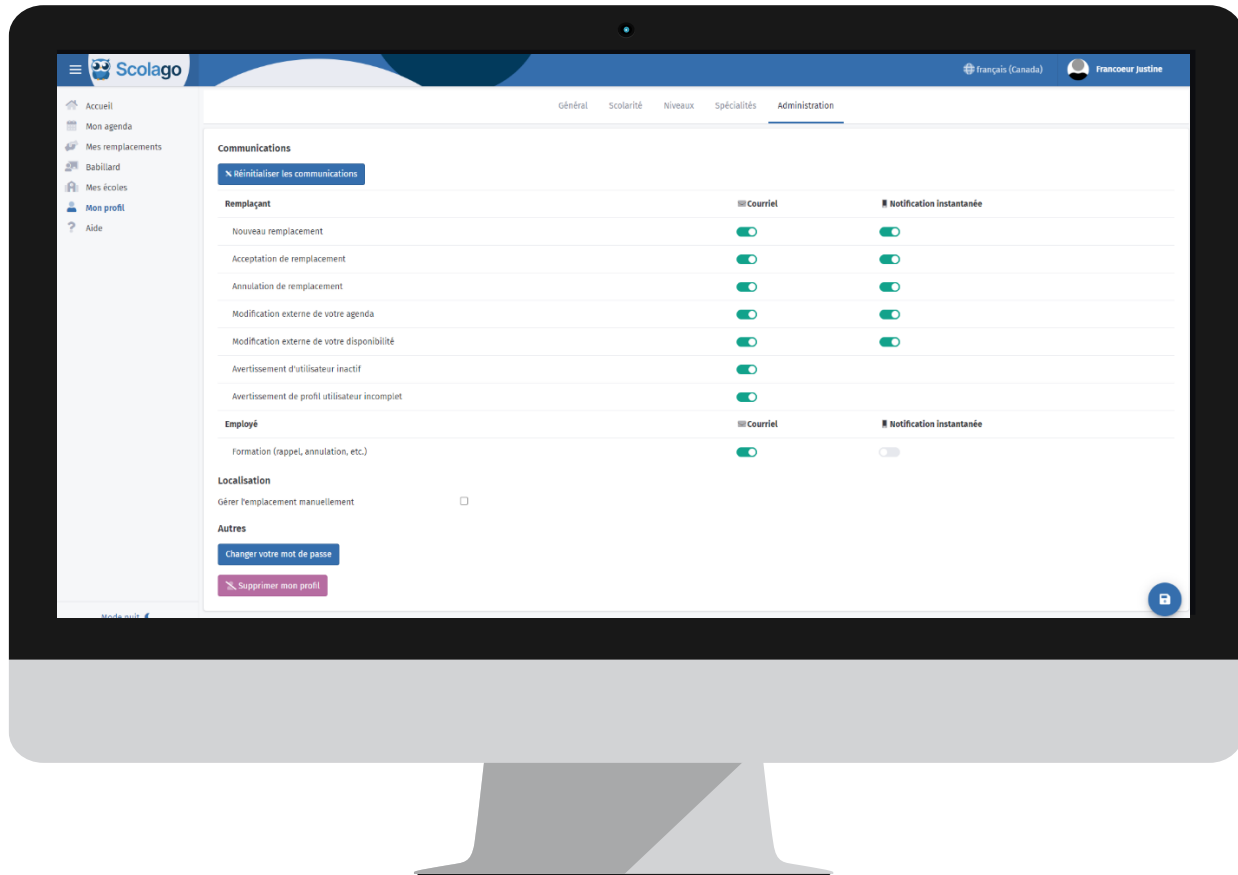 Scolago
français (Canada)
Francoeur Justine
Accueil
Mon agenda
Mes remplacements
Babillard
Mes écoles
Mon profil
Aide
Mode nuit
Général Scolarité Niveaux Spécialités Administration
Communications
Réinitialiser les communications
Remplaçant Courriel Notification instantanée
Nouveau remplacement
Acceptation de remplacement
Annulation de remplacement
Modification externe de votre agenda
Modification externe de votre disponibilité
Avertissement d'utilisateur inactif
Avertissement de profil utilisateur incomplet
Employé Courriel Notification instantanée
Formation (rappel, annulation, etc.)
Localisation
Gérer l'emplacement manuellement
Autres
Changer votre mot de passe
Supprimer mon profil